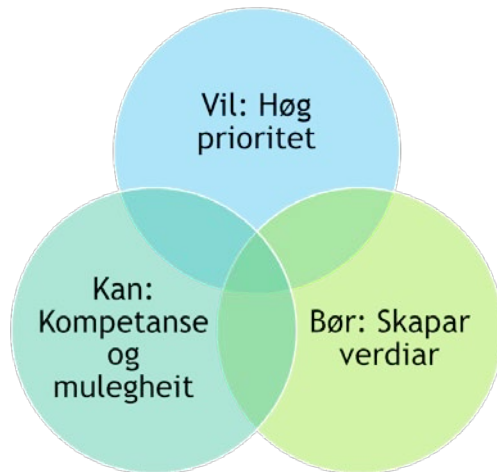 Vil: Høg
prioritet
Kan:
Kompetanse
og
mulegheit
Bør: Skapar
verdiar